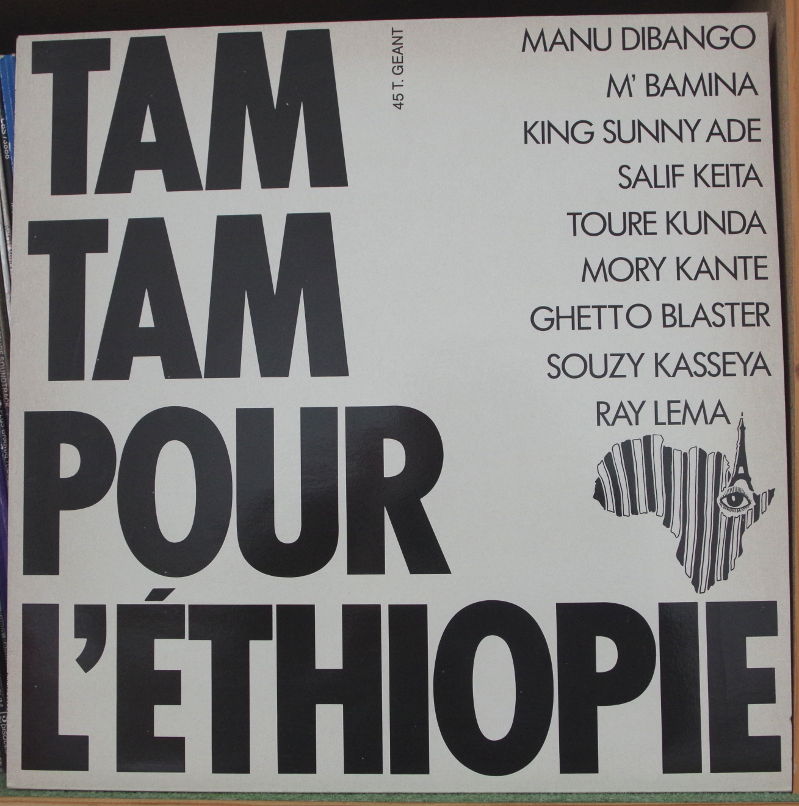 TAM
TAM
POUR
L'ÉTHIOPIE
45 T. GEANT
MANU DIBANGO
M' BAMINA
KING SUNNY ADE
SALIF KEITA
TOURE KUNDA
MORY KANTE
GHETTO BLASTER
SOUZY KASSEYA
RAY LEMA